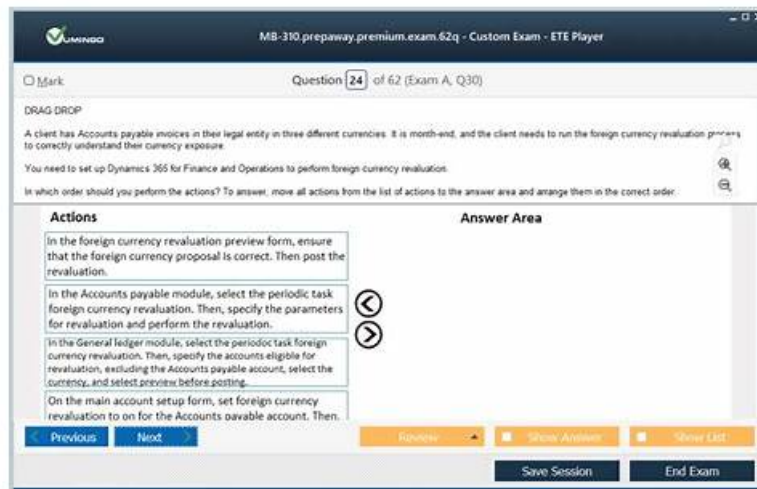 VUMINGO
MB-310.prepaway.premium.exam.62q - Custom Exam - ETE Player
Mark
Question 24 of 62 (Exam A, Q30)
DRAG DROP
A client has Accounts payable invoices in their legal entity in three different currencies. It is month-end, and the client needs to run the foreign currency revaluation process
to correctly understand their currency exposure.
You need to set up Dynamics 365 for Finance and Operations to perform foreign currency revaluation.
In which order should you perform the actions? To answer, move all actions from the list of actions to the answer area and arrange them in the correct order.
Actions
Answer Area
In the foreign currency revaluation preview form, ensure
that the foreign currency proposal is correct. Then post the
revaluation.
In the Accounts payable module, select the periodic task
foreign currency revaluation. Then, specify the parameters
for revaluation and perform the revaluation.
In the General ledger module, select the periodoc task foreign
currency revaluation. Then, specify the accounts eligible for
revaluation, excluding the Accounts payable account, select the
currency, and select preview before posting.
On the main account setup form, set foreign currency
revaluation to on for the Accounts payable account. Then,
Previous
Next
Review
Show Answer
Show List
Save Session
End Exam